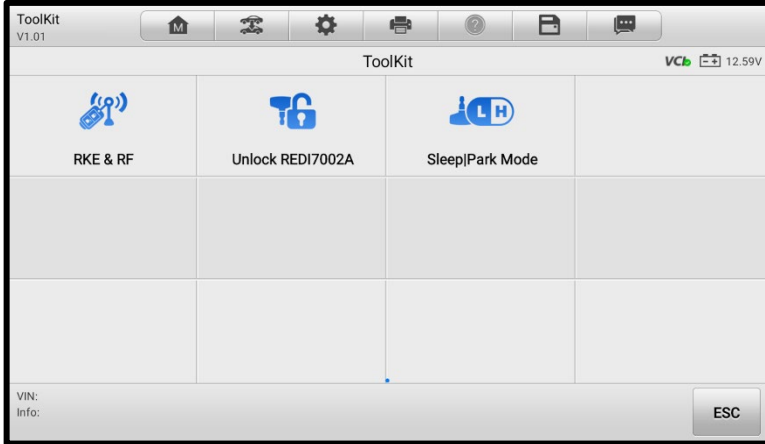 ToolKit
V1.01
M
?
ToolKit
VCI
12.59V
RKE & RF
Unlock REDI7002A
L H
Sleep|Park Mode
VIN:
Info:
ESC